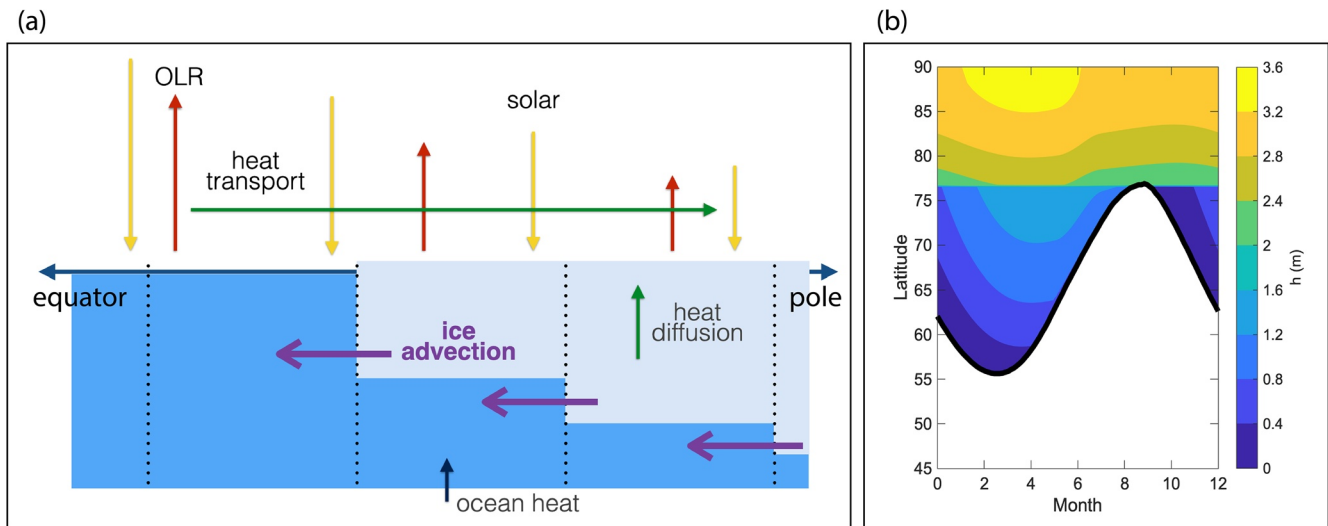 (a)
OLR
solar
heat
transport
equator
pole
ice
advection
heat
diffusion
ocean heat
(b)
90
85
80
75
70
65
60
55
50
45
Latitude
0 2 4 6 8 10 12
Month
3.6
3.2
2.8
2.4
2
1.6
1.2
0.8
0.4
0
h (m)